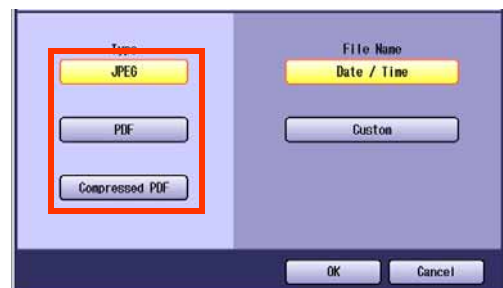 Type
JPEG
PDF
Compressed PDF
File Name
Date / Time
Custom
OK
Cancel